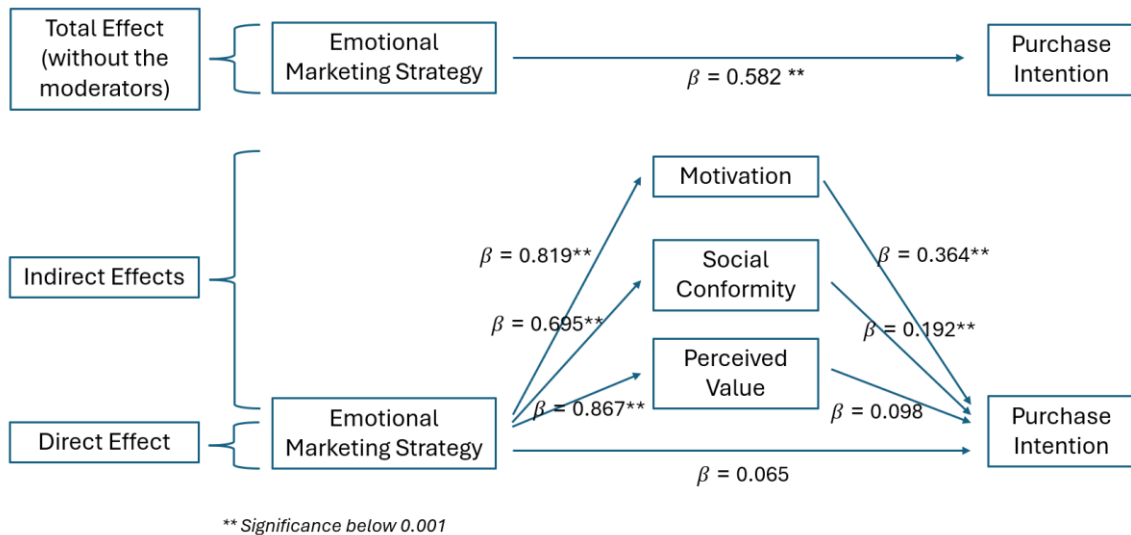 Total Effect
(without the
moderators)
Emotional
Marketing Strategy
β = 0.582 **
Purchase
Intention
Indirect Effects
Motivation
Social
Conformity
Perceived
Value
β = 0.819**
β = 0.695**
β = 0.867**
β = 0.364**
β = 0.192**
β = 0.098
Direct Effect
Emotional
Marketing Strategy
β = 0.065
Purchase
Intention
** Significance below 0.001